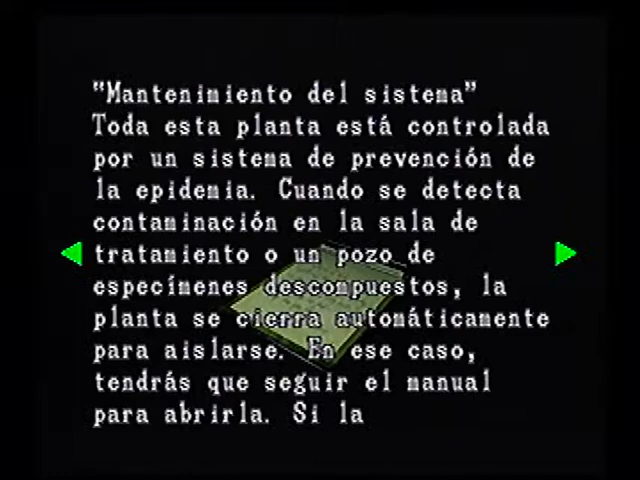 "Mantenimiento del sistema"
Toda esta planta está controlada
por un sistema de prevención de
la epidemia. Cuando se detecta
contaminación en la sala de
tratamiento o un pozo de
especímenes descompuestos, la
planta se cierra automáticamente
para aislarse. En ese caso,
tendrás que seguir el manual
para abrirla. Si la